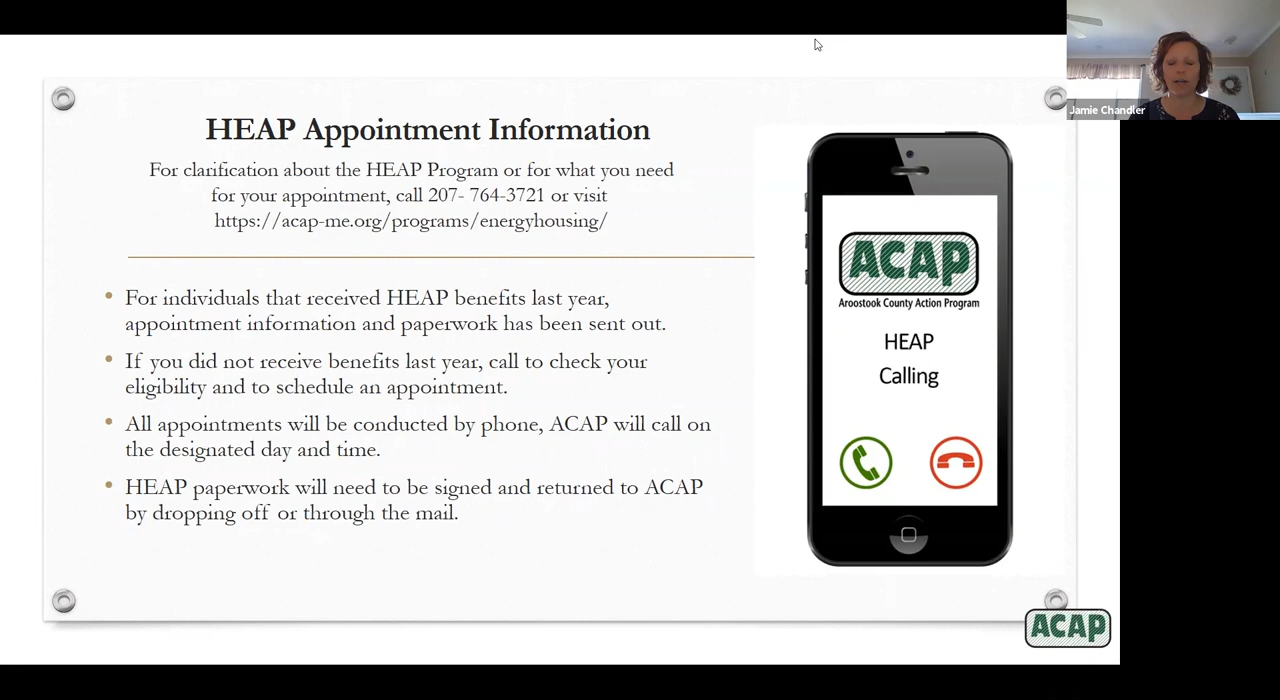 Jamie Chandler
HEAP Appointment Information
For clarification about the HEAP Program or for what you need
for your appointment, call 207- 764-3721 or visit
https://acap-me.org/programs/energyhousing/
• For individuals that received HEAP benefits last year,
appointment information and paperwork has been sent out.
• If you did not receive benefits last year, call to check your
eligibility and to schedule an appointment.
• All appointments will be conducted by phone, ACAP will call on
the designated day and time.
• HEAP paperwork will need to be signed and returned to ACAP
by dropping off or through the mail.
ACAP
Aroostook County Action Program
HEAP
Calling
ACAP